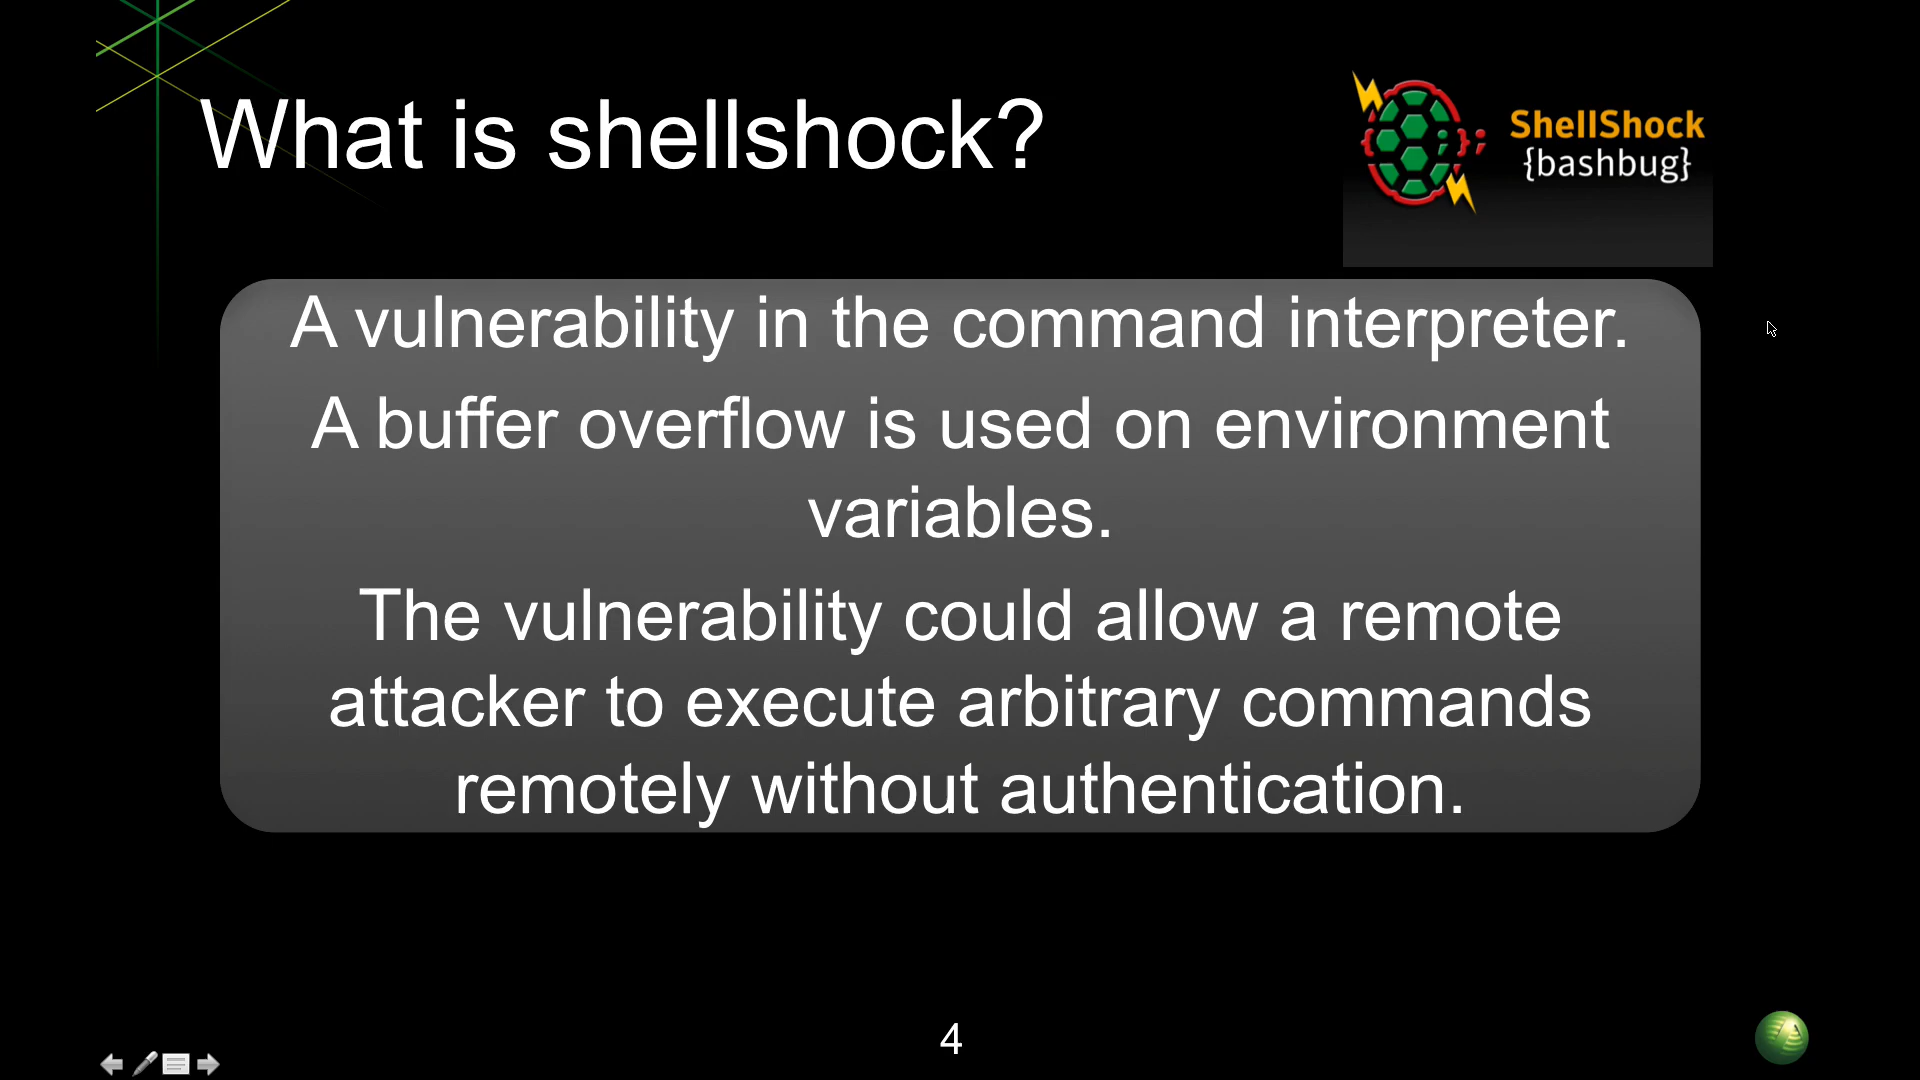 What is shellshock?
ShellShock
{bashbug}
A vulnerability in the command interpreter.
A buffer overflow is used on environment
variables.
The vulnerability could allow a remote
attacker to execute arbitrary commands
remotely without authentication.
4